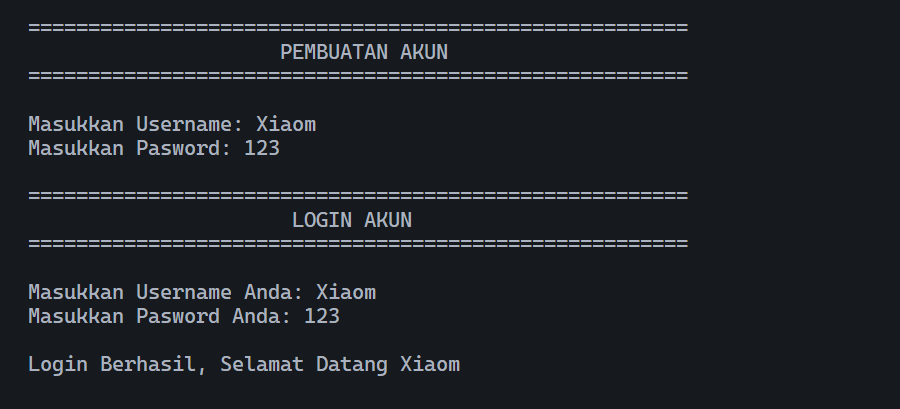 =======================================================
PEMBUATAN AKUN
=======================================================
Masukkan Username: Xiaom
Masukkan Pasword: 123
=======================================================
LOGIN AKUN
=======================================================
Masukkan Username Anda: Xiaom
Masukkan Pasword Anda: 123
Login Berhasil, Selamat Datang Xiaom